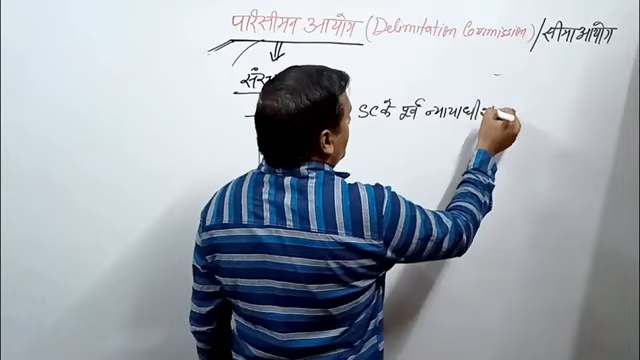 परिसीमन आयोग (Delimitation Commission) / सीमा आयोग
SC के पूर्व न्यायाधी